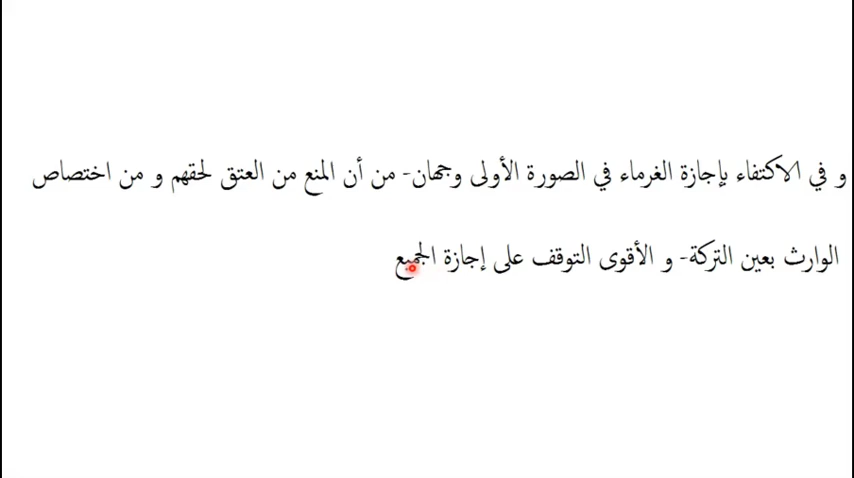 و في الاكتفاء بإجازة الغرماء في الصورة الأولى وجهان- من أن المنع من العتق لحقهم و من اختصاص
الوارث بعين التركة- و الأقوى التوقف على إجازة الجميع